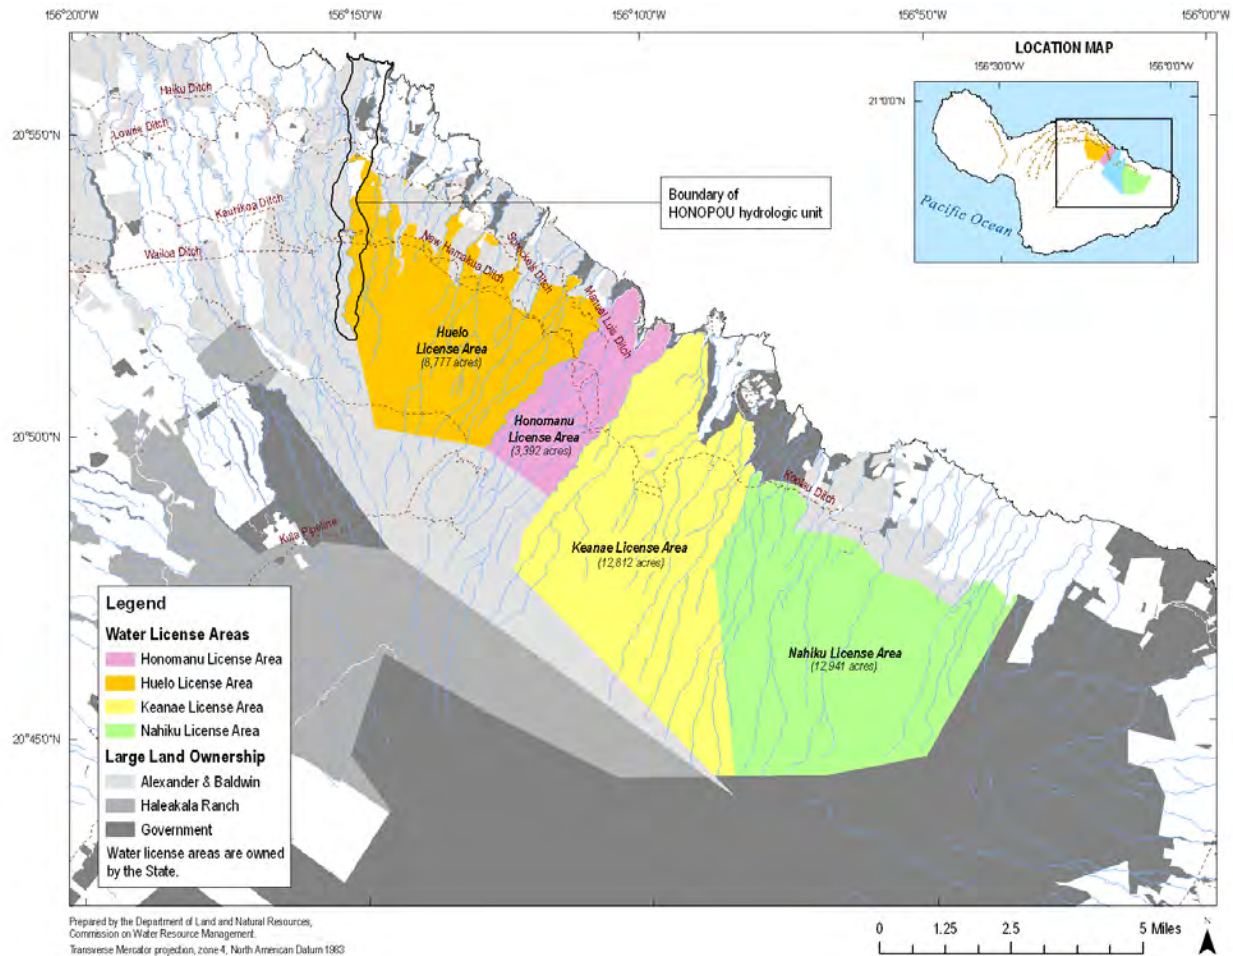 156°20'0"W
156°15'0"W
156°10'0"W
156°5'0"W
156°0'0"W
LOCATION MAP
156°30'0"W
156°0'0"W
21°0'0"N
Pacific Ocean
Haiku Ditch
Lowrie Ditch
20°55'0"N
Kauhikoa Ditch
Wailoa Ditch
New Hamakua Ditch
Spreckels Ditch
Manuel Luis Ditch
Boundary of
HONOPOU hydrologic unit
Huelo
License Area
(8,777 acres)
Honomanu
License Area
(3,392 acres)
20°50'0"N
Koolau Ditch
Kula Pipeline
Keanae License Area
(12,812 acres)
Nahiku License Area
(12,941 acres)
20°45'0"N
Legend
Water License Areas
Honomanu License Area
Huelo License Area
Keanae License Area
Nahiku License Area
Large Land Ownership
Alexander & Baldwin
Haleakala Ranch
Government
Water license areas are owned
by the State.
Prepared by the Department of Land and Natural Resources,
Commission on Water Resource Management.
Transverse Mercator projection, zone 4, North American Datum 1983
0 1.25 2.5 5 Miles
N